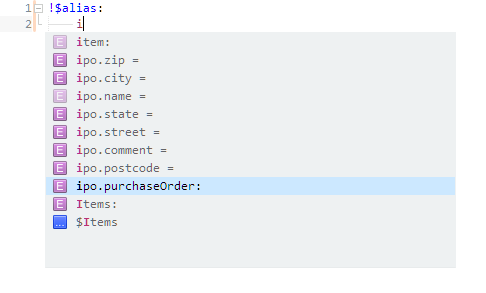 1 !$alias:
2 i
E item:
E ipo.zip =
E ipo.city =
E ipo.name =
E ipo.state =
E ipo.street =
E ipo.comment =
E ipo.postcode =
E ipo.purchaseOrder:
E Items:
... $Items